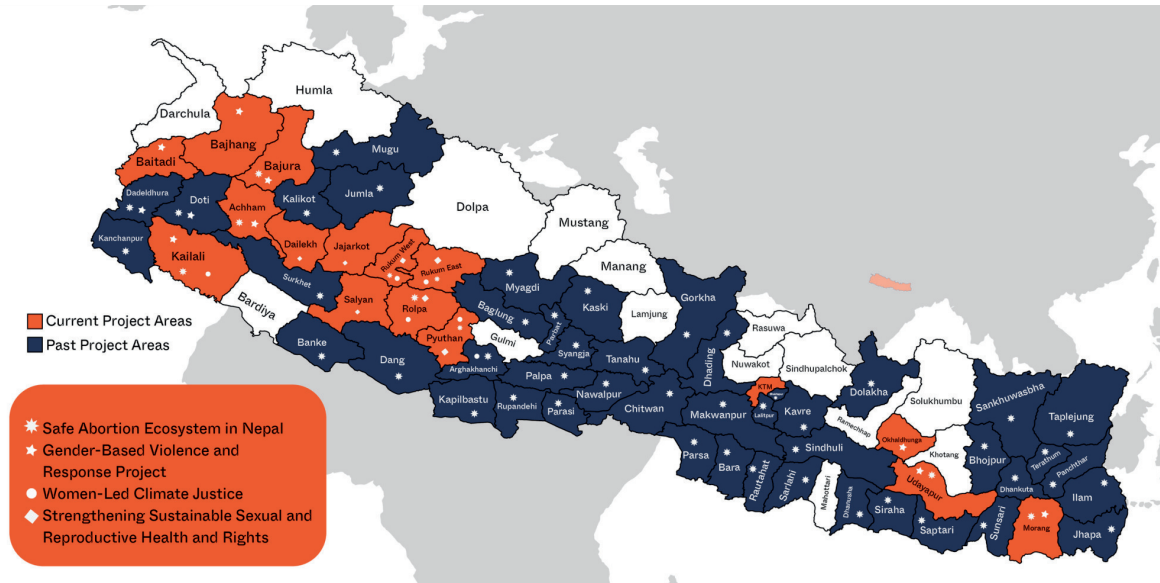 Humla
Darchula
Bajhang
Mugu
Baitadi
Bajura
Dadeldhura
Doti
Kalikot
Jumla
Achham
Dolpa
Mustang
Kanchanpur
Dailekh
Jajarkot
Rukum West
Rukum East
Kailali
Manang
Surkhet
Myagdi
Gorkha
Bardiya
Salyan
Rolpa
Baglung
Parbat
Kaski
Lamjung
Current Project Areas
Past Project Areas
Banke
Dang
Pyuthan
Gulmi
Arghakhanchi
Syangja
Tanahu
Dhading
Rasuwa
Nuwakot
Sindhupalchok
Palpa
Nawalpur
Kapilbastu
Rupandehi
Parasi
Chitwan
Makwanpur
KTM
Lalitpur
Kavre
Dolakha
Solukhumbu
Sankhuwasbha
Taplejung
Ramechhap
Okhaldhunga
Khotang
Bhojpur
Terathum
Panchthar
Sindhuli
Udayapur
Dhankuta
Ilam
Parsa
Bara
Rautahat
Sarlahi
Mahottari
Dhanusha
Siraha
Saptari
Sunsari
Morang
Jhapa
Safe Abortion Ecosystem in Nepal
Gender-Based Violence and
Response Project
Women-Led Climate Justice
Strengthening Sustainable Sexual and
Reproductive Health and Rights